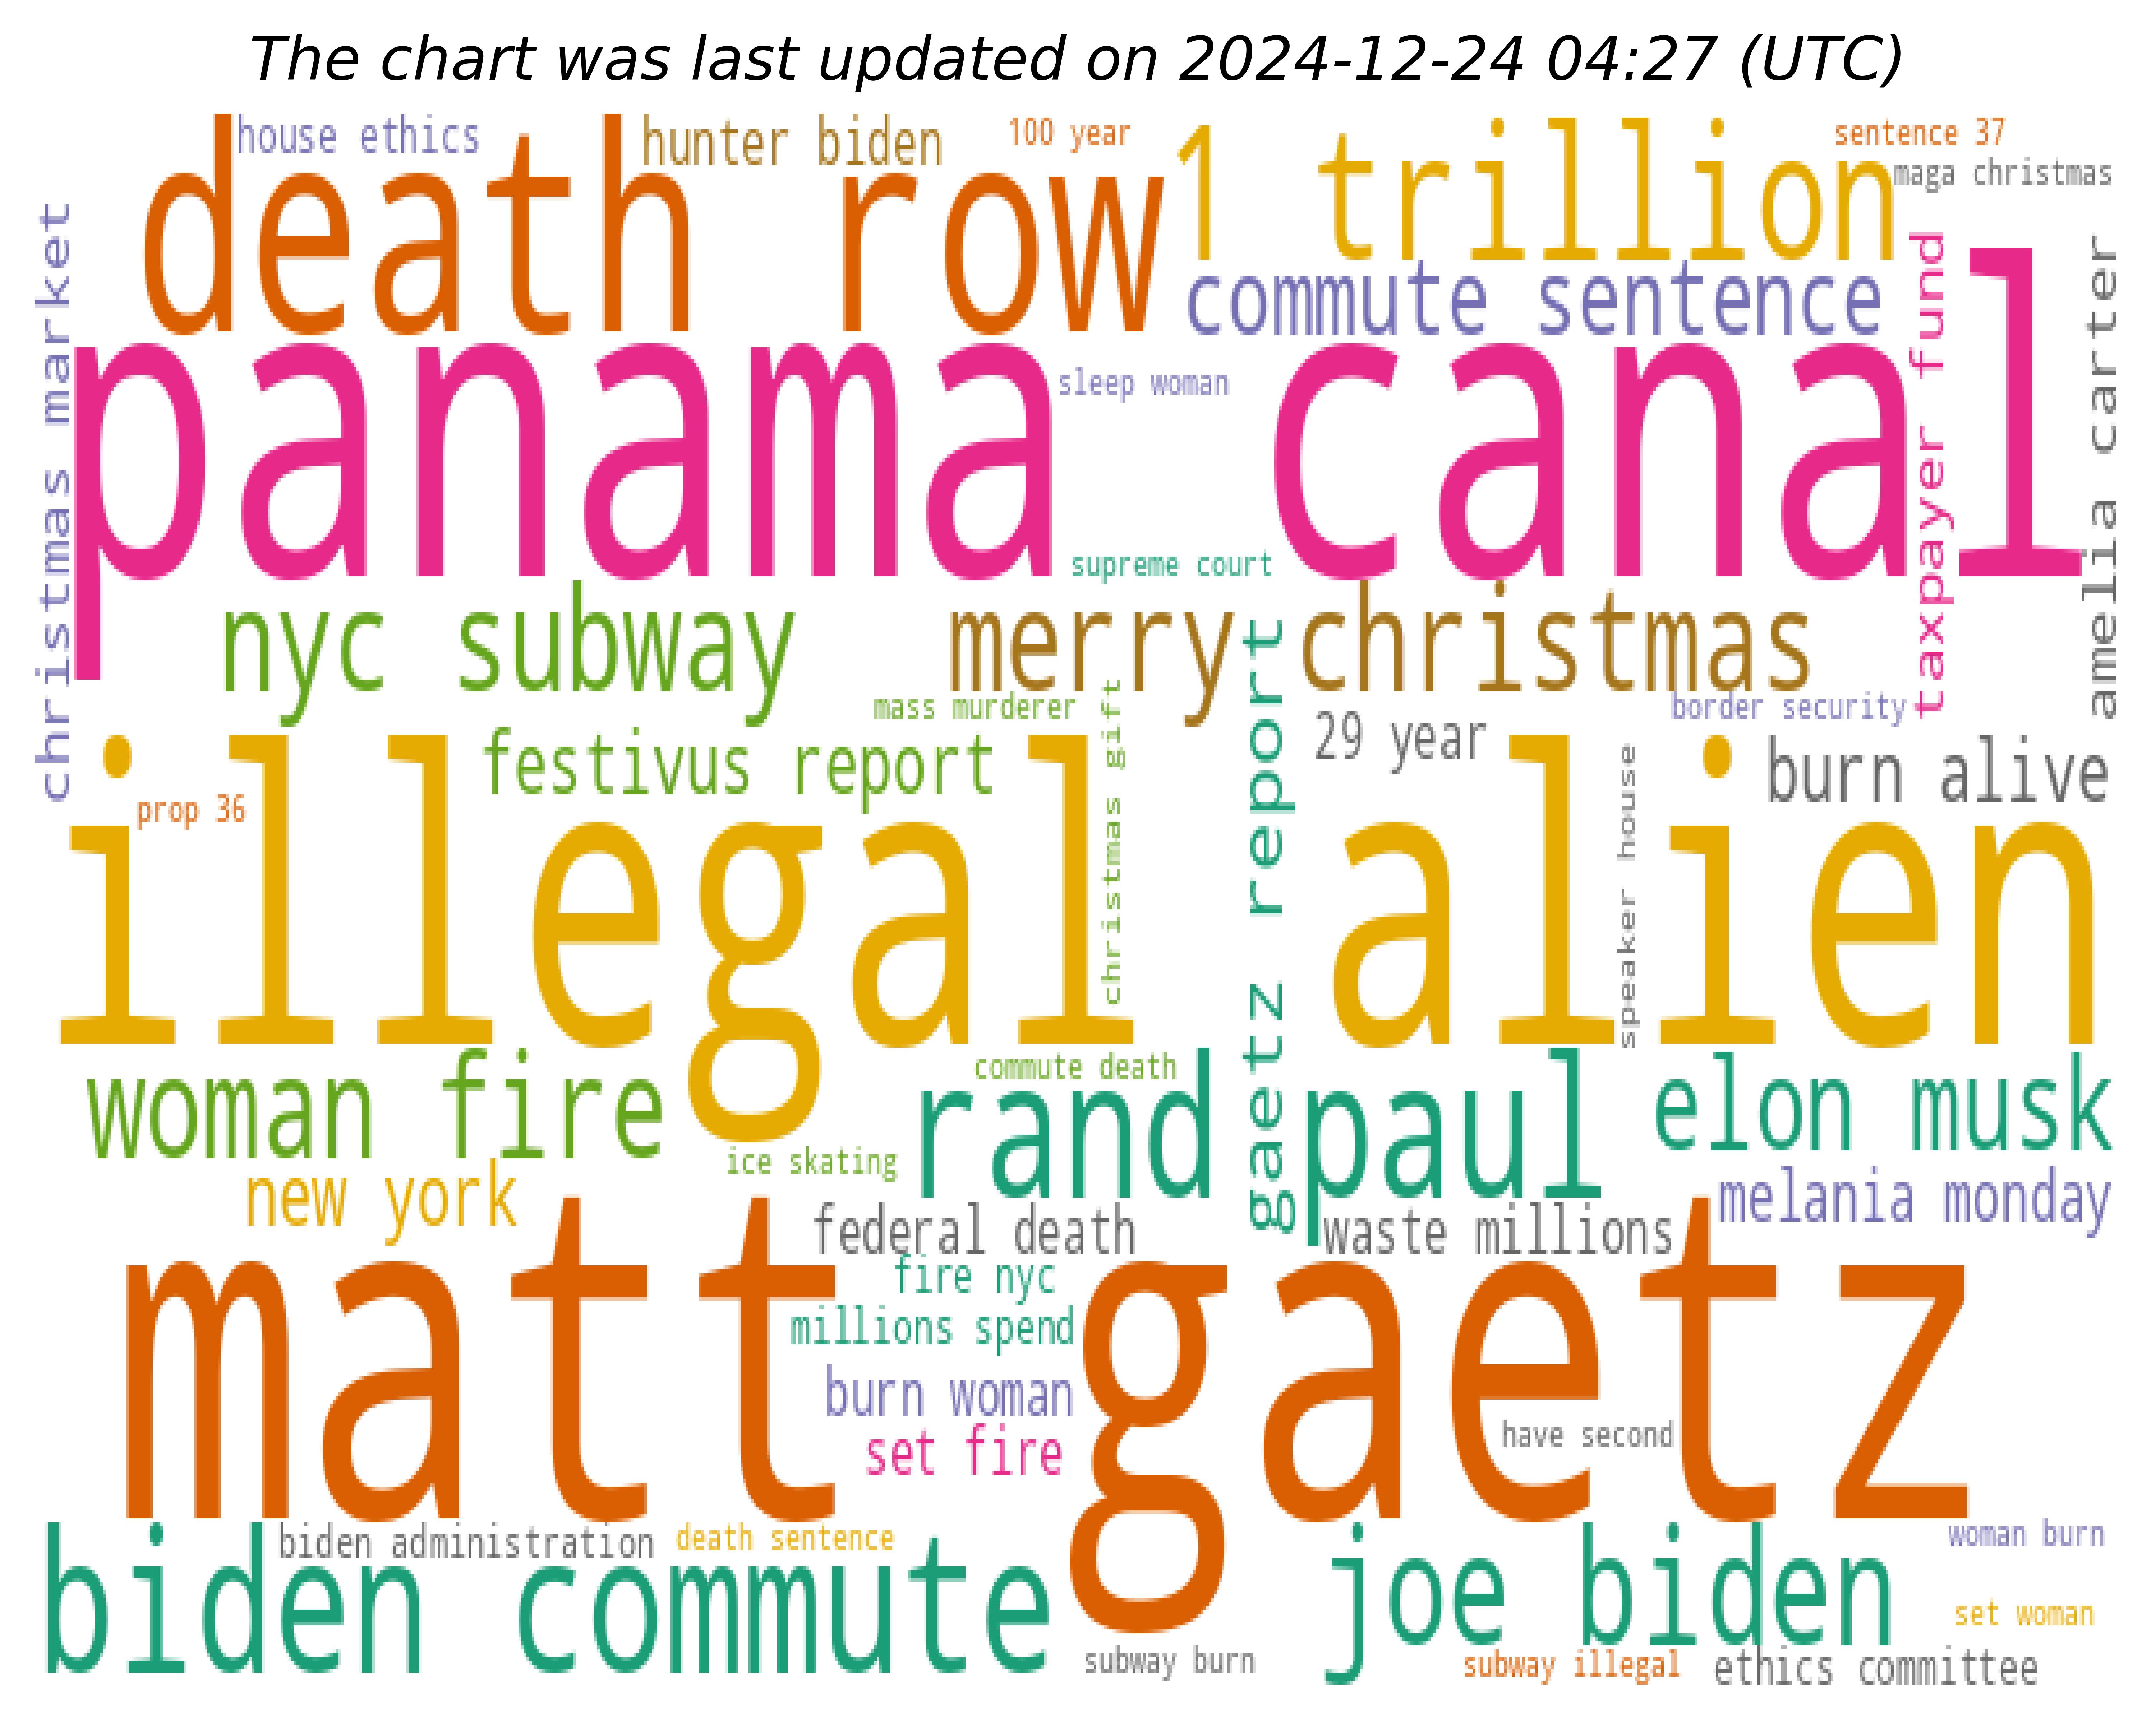 The chart was last updated on 2024-12-24 04:27 (UTC)
house ethics
hunter biden
100 year
1 trillion
sentence 37
maga christmas
death row
commute sentence
christmas market
taxpayer fund
amelia carter
panama canal
sleep woman
supreme court
nyc subway
merry christmas
mass murderer
christmas gift
gaetz report
border security
29 year
festivus report
burn alive
prop 36
speaker house
illegal alien
commute death
woman fire
rand paul
elon musk
ice skating
new york
melania monday
federal death
waste millions
fire nyc
millions spend
matt gaetz
burn woman
have second
set fire
biden administration
death sentence
woman burn
biden commute
joe biden
set woman
subway burn
subway illegal
ethics committee